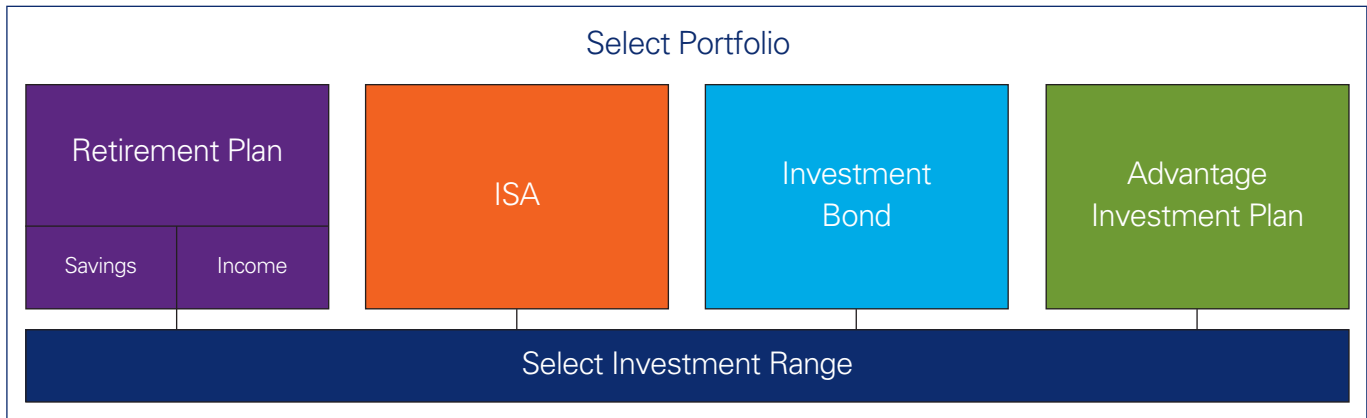 Select Portfolio
Retirement Plan
Savings
Income
ISA
Investment
Bond
Advantage
Investment Plan
Select Investment Range